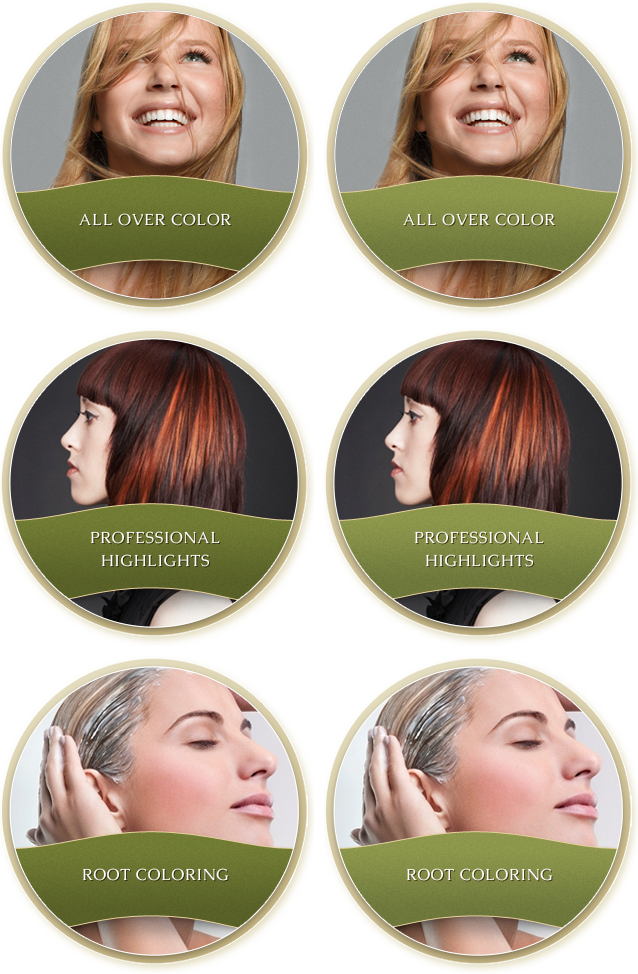 ALL OVER COLOR
ALL OVER COLOR
PROFESSIONAL
HIGHLIGHTS
PROFESSIONAL
HIGHLIGHTS
ROOT COLORING
ROOT COLORING